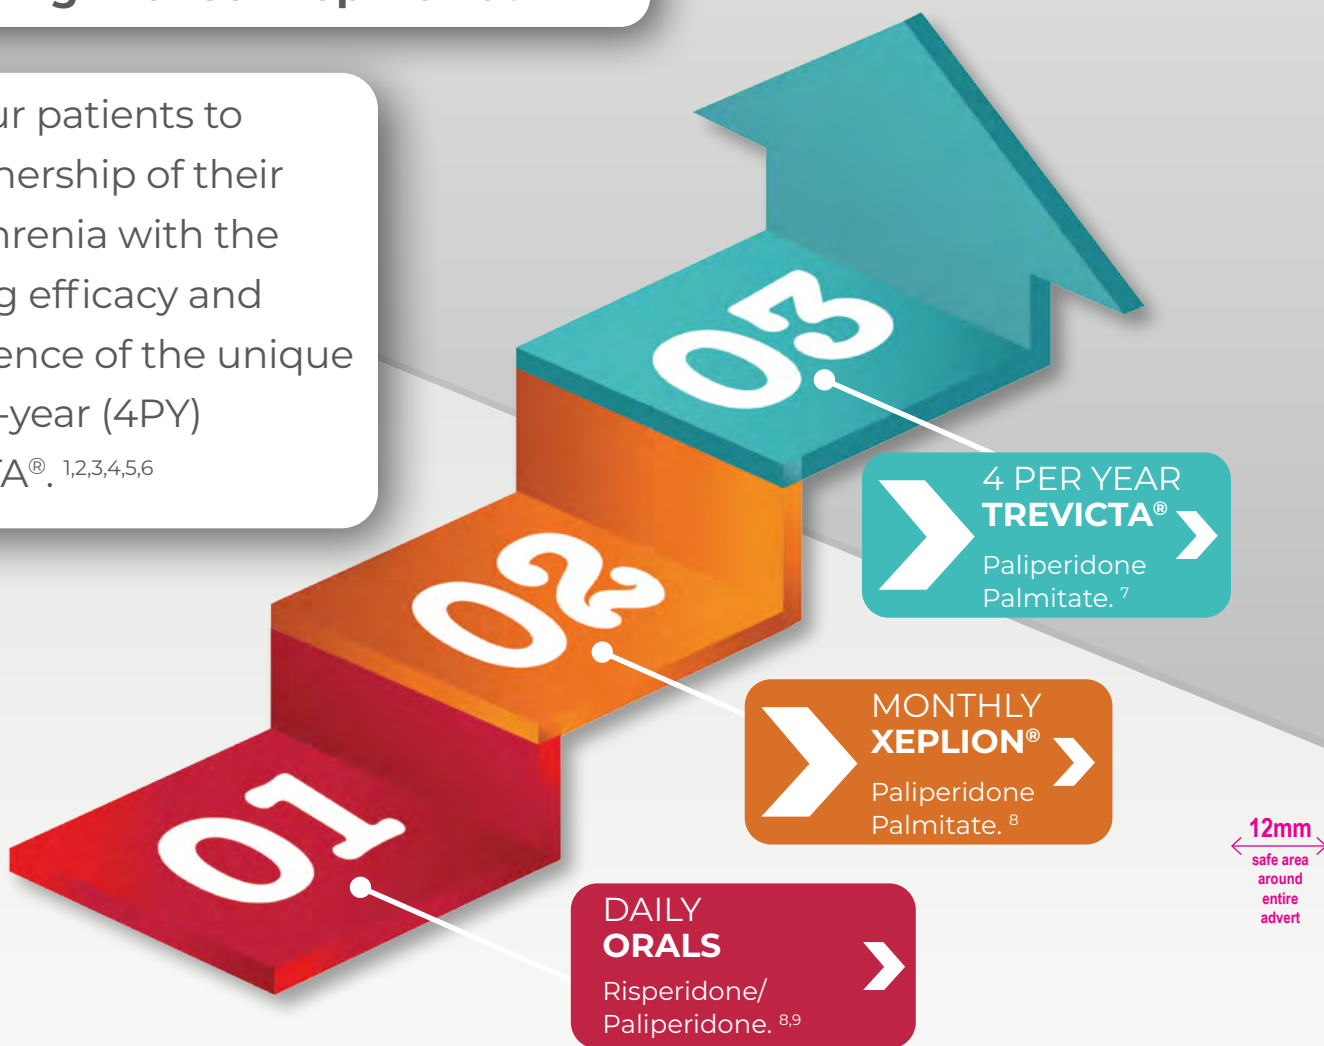 ur patients to
nership of their
hrenia with the
g efficacy and
ence of the unique
-year (4PY)
TA®. 1,2,3,4,5,6
03
4 PER YEAR
TREVICTA®
Paliperidone
Palmitate. 7
02
MONTHLY
XEPLION®
Paliperidone
Palmitate. 8
01
DAILY
ORALS
Risperidone/
Paliperidone. 8,9
12mm
safe area
around
entire
advert